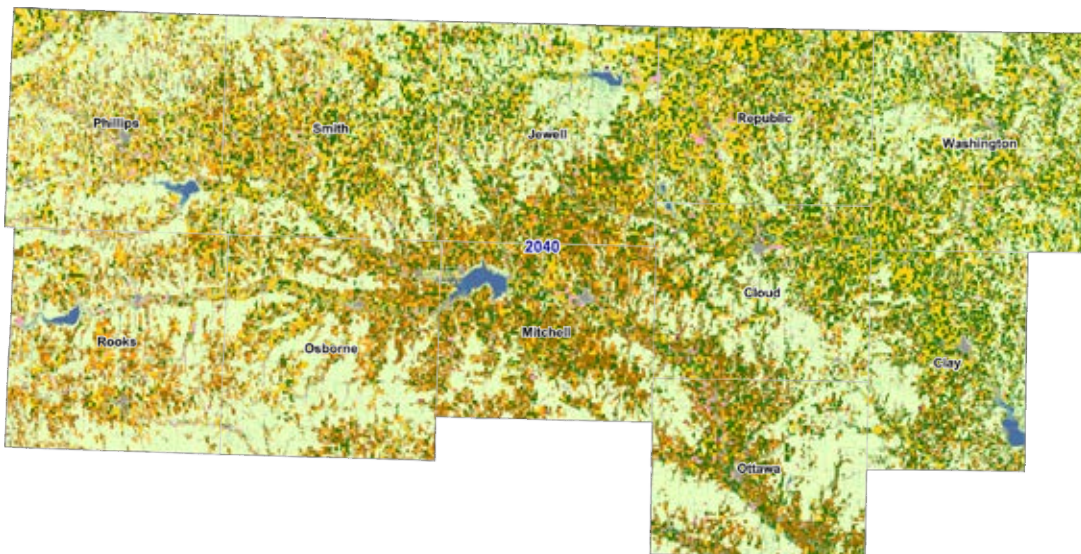 Phillips
Smith
Jewell
Republic
Washington
2040
Cloud
Rooks
Osborne
Mitchell
Clay
Ottawa